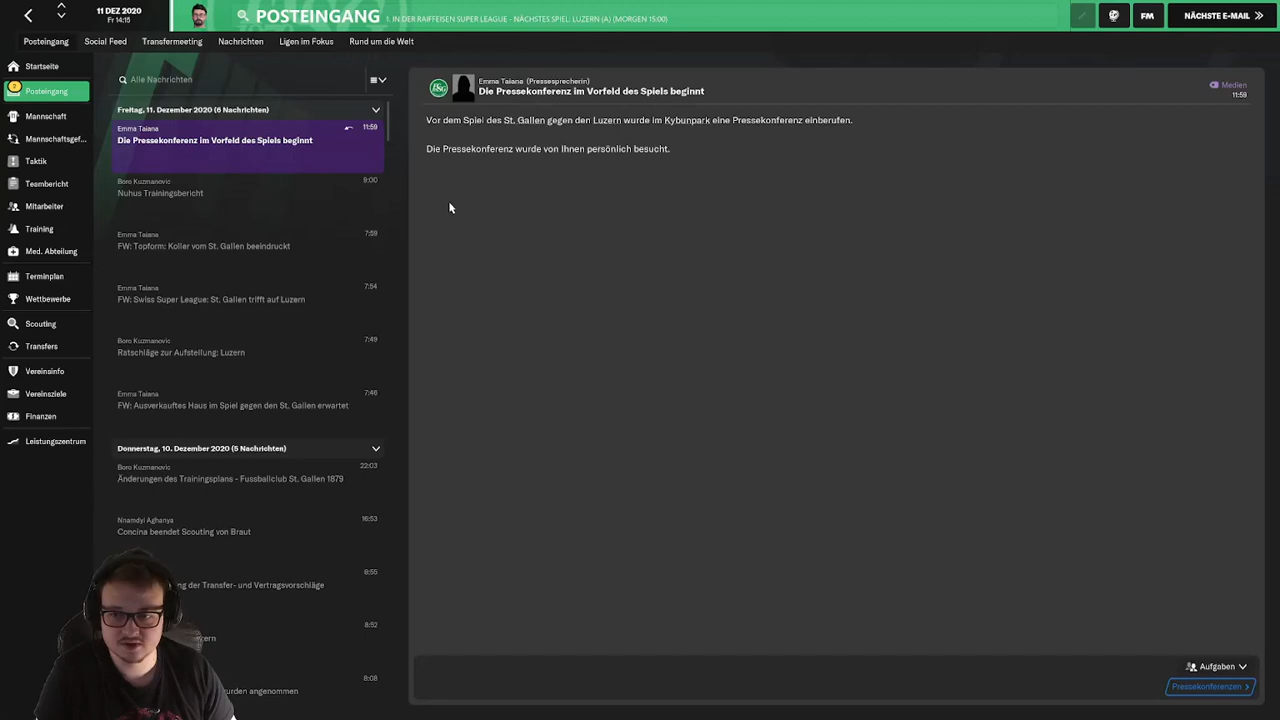 11 DEZ 2020
Fr 14:15
POSTEINGANG
1. IN DER RAIFFEISEN SUPER LEAGUE - NÄCHSTES SPIEL: LUZERN (A) (MORGEN 15:00)
FM
NÄCHSTE E-MAIL
Posteingang
Social Feed
Transfermeeting
Nachrichten
Ligen im Fokus
Rund um die Welt
Startseite
Posteingang
Mannschaft
Mannschaftsgef...
Taktik
Teambericht
Mitarbeiter
Training
Med. Abteilung
Terminplan
Wettbewerbe
Scouting
Transfers
Vereinsinfo
Vereinsziele
Finanzen
Leistungszentrum
Alle Nachrichten
Freitag, 11. Dezember 2020 (6 Nachrichten)
Emma Taiana
11:59
Die Pressekonferenz im Vorfeld des Spiels beginnt
Boro Kuzmanovic
9:00
Nuhus Trainingsbericht
Emma Taiana
7:59
FW: Topform: Koller vom St. Gallen beeindruckt
Emma Taiana
7:54
FW: Swiss Super League: St. Gallen trifft auf Luzern
Boro Kuzmanovic
7:49
Ratschläge zur Aufstellung: Luzern
Emma Taiana
7:46
FW: Ausverkauftes Haus im Spiel gegen den St. Gallen erwartet
Donnerstag, 10. Dezember 2020 (5 Nachrichten)
Boro Kuzmanovic
22:03
Änderungen des Trainingsplans - Fussballclub St. Gallen 1879
Nnamdyi Aghanya
16:53
Concina beendet Scouting von Braut
8:55
ng der Transfer- und Vertragsvorschläge
8:52
8:08
urden angenommen
Emma Taiana (Pressesprecherin)
Die Pressekonferenz im Vorfeld des Spiels beginnt
Medien
11:59
Vor dem Spiel des St. Gallen gegen den Luzern wurde im Kybunpark eine Pressekonferenz einberufen.
Die Pressekonferenz wurde von Ihnen persönlich besucht.
Aufgaben
Pressekonferenzen